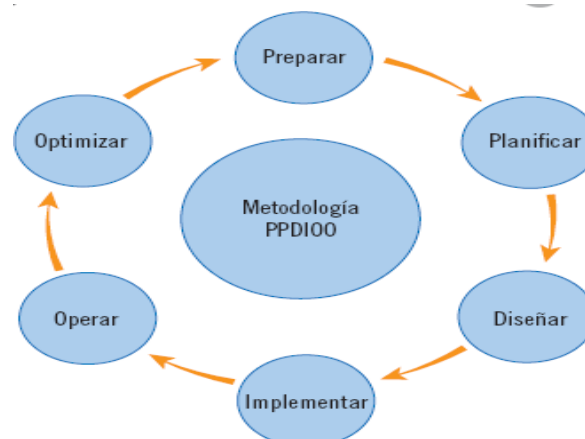 Preparar
Planificar
Diseñar
Implementar
Operar
Optimizar
Metodología
PPDIOO